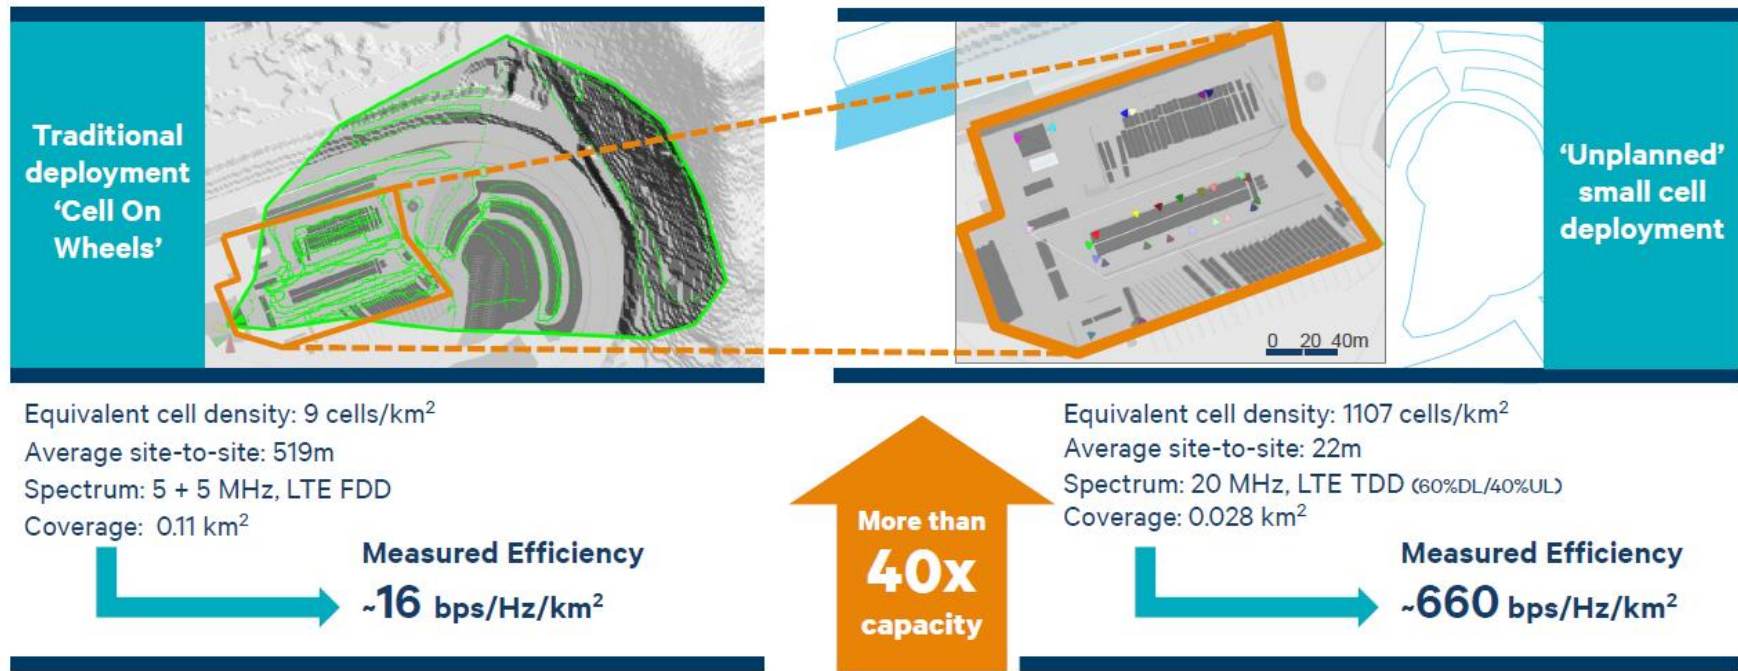 Traditional
deployment
‘Cell On
Wheels’
0 20 40m
‘Unplanned’
small cell
deployment
Equivalent cell density: 9 cells/km²
Average site-to-site: 519m
Spectrum: 5 + 5 MHz, LTE FDD
Coverage: 0.11 km²
Measured Efficiency
~16 bps/Hz/km²
More than
40x
capacity
Equivalent cell density: 1107 cells/km²
Average site-to-site: 22m
Spectrum: 20 MHz, LTE TDD (60%DL/40%UL)
Coverage: 0.028 km²
Measured Efficiency
~660 bps/Hz/km²